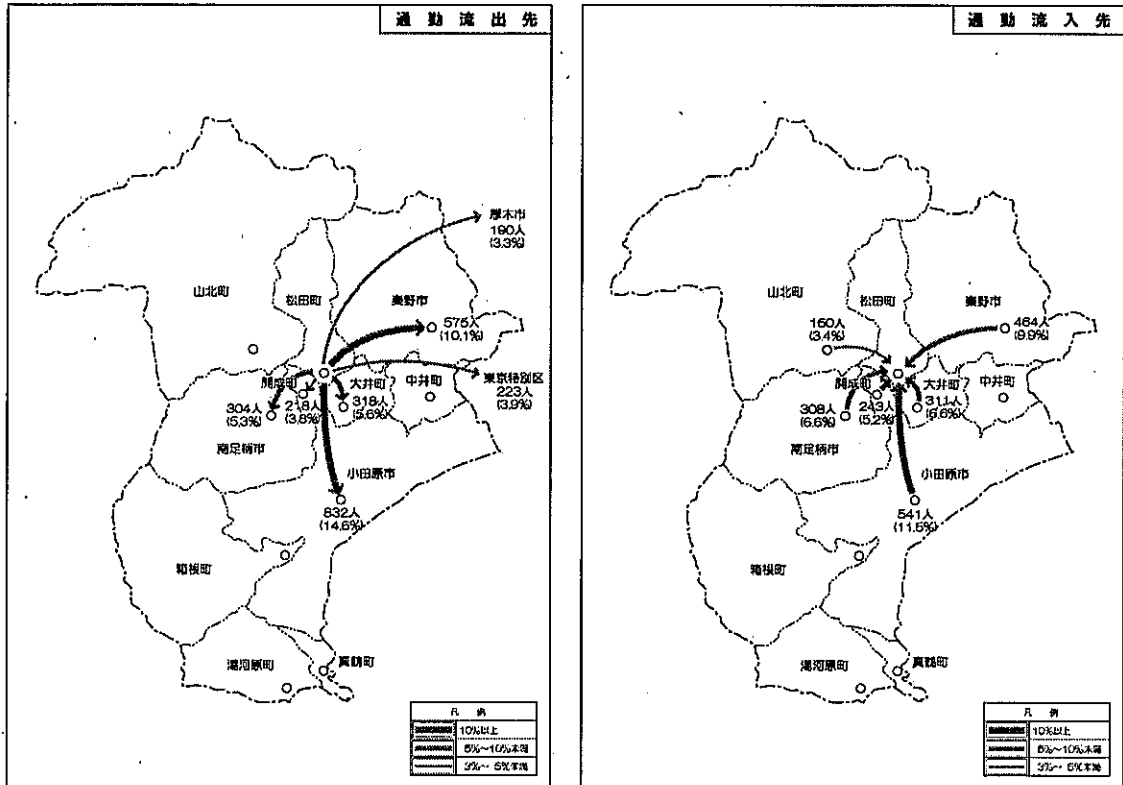 通勤流出先
厚木市
190人
(3.3%)
山北町
松田町
秦野市
575人
(10.1%)
開成町
大井町
中井町
東京特別区
223人
(3.9%)
304人
(5.3%)
218人
(3.8%)
318人
(5.6%)
南足柄市
小田原市
832人
(14.6%)
箱根町
湯河原町
真鶴町
凡例
10%以上
5%~10%未満
3%~5%未満
通勤流入先
山北町
松田町
秦野市
160人
(3.4%)
464人
(9.9%)
開成町
大井町
中井町
308人
(6.6%)
243人
(5.2%)
311人
(6.6%)
南足柄市
小田原市
541人
(11.5%)
箱根町
湯河原町
真鶴町
凡例
10%以上
5%~10%未満
3%~5%未満